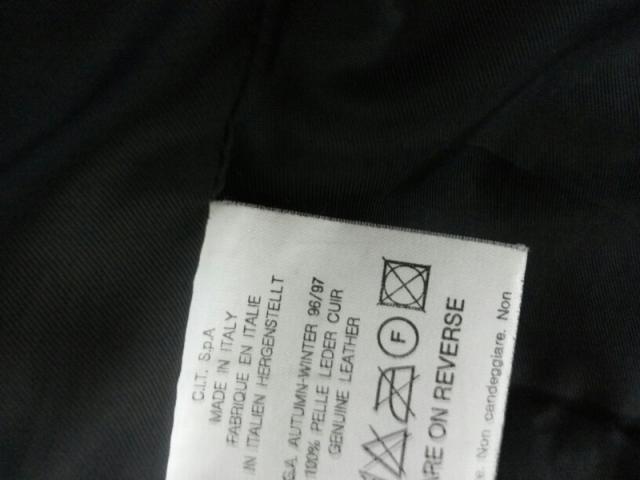 C.I.T. S.p.A
MADE IN ITALY
FABRIQUE EN ITALIE
IN ITALIEN HERGENSTELLT
AUTUMN-WINTER 96/97
100% PELLE LEDER CUIR
GENUINE LEATHER
F
ON REVERSE
Non candeggiare. Non